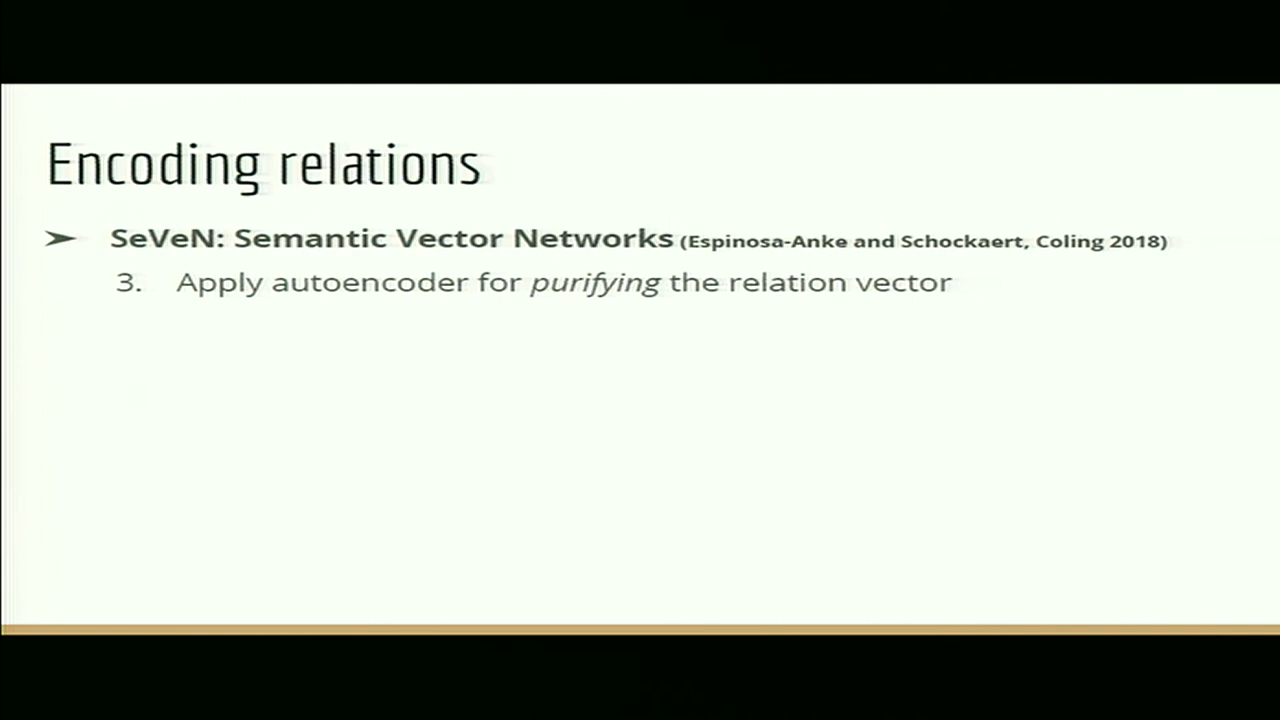 Encoding relations
➤ SeVeN: Semantic Vector Networks (Espinosa-Anke and Schockaert, Coling 2018)
3. Apply autoencoder for purifying the relation vector